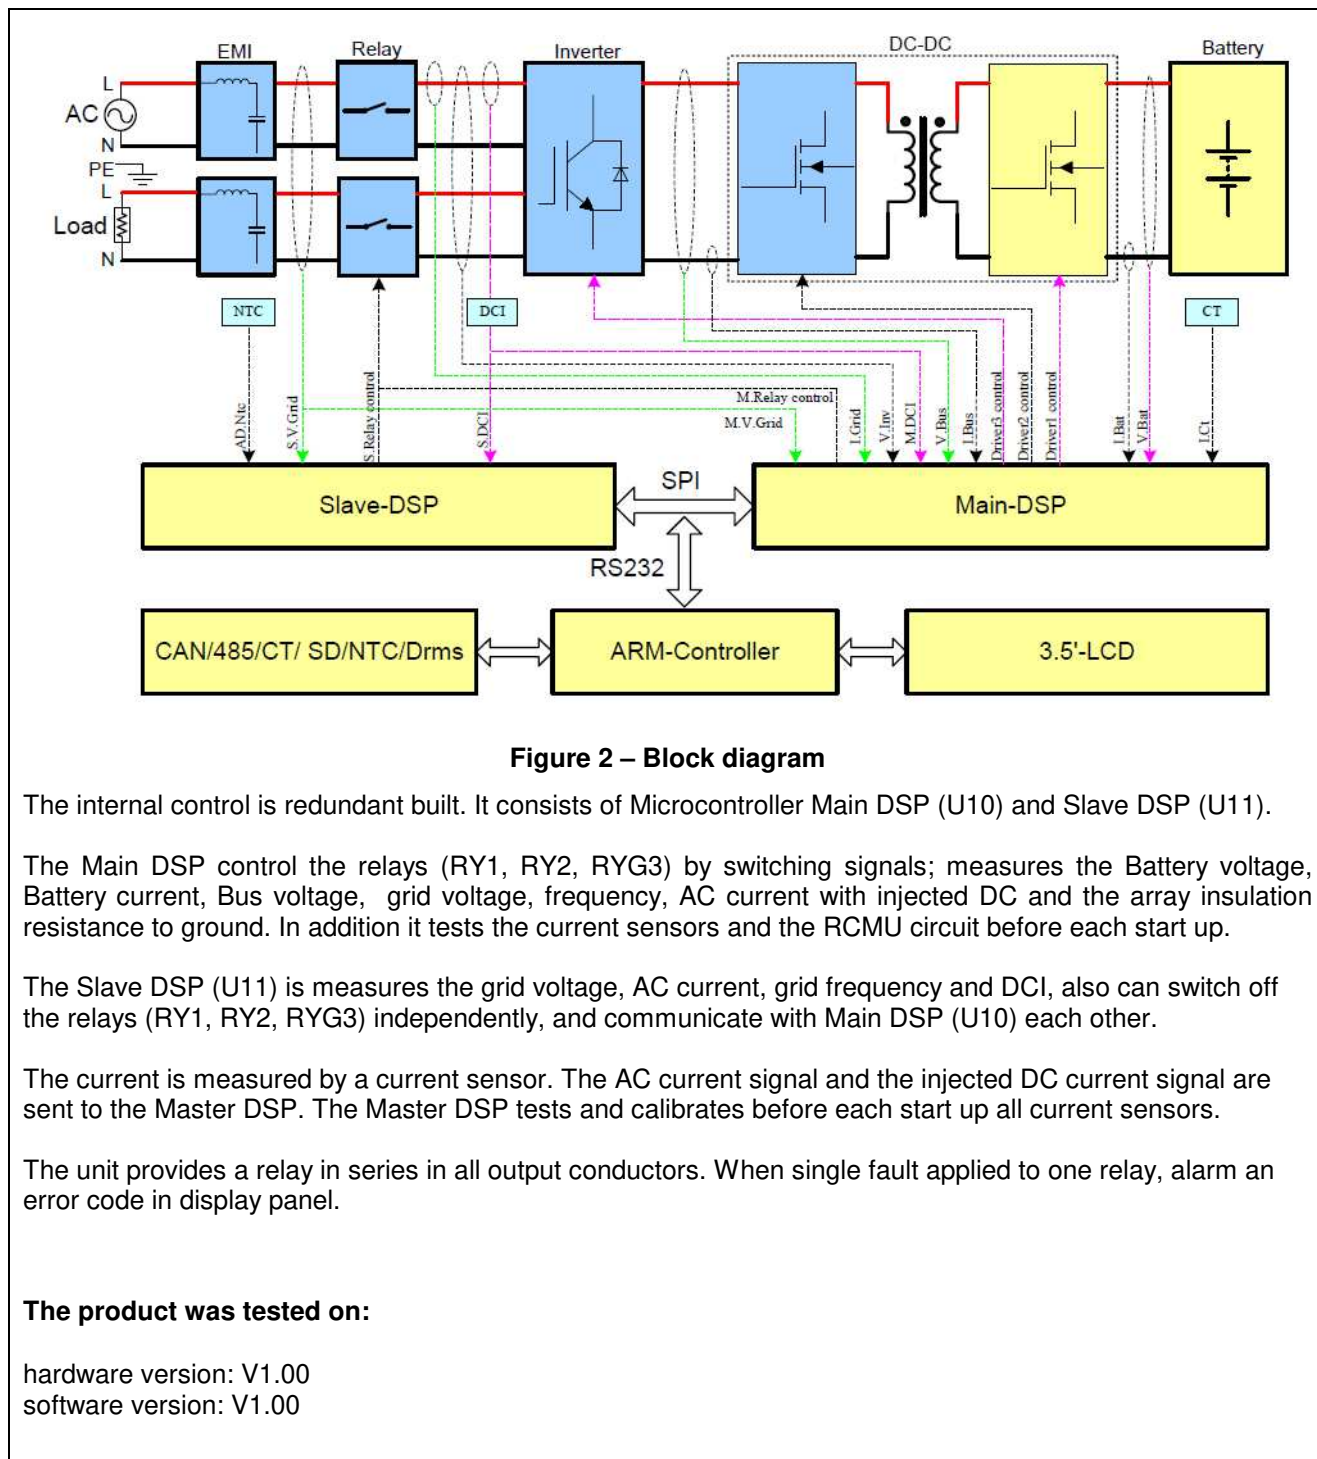 EMI
Relay
Inverter
DC-DC
Battery
L
AC
N
PE
L
Load
N
NTC
DCI
CT
AD.Ntc
S.V.Grid
S.Relay control
S.DCI
M.Relay control
M.V.Grid
I.Grid
V.Inv
M.DCI
V.Bus
I.Bus
Driver3 control
Driver2 control
Driver1 control
I.Bat
V.Bat
I.Ct
Slave-DSP
SPI
Main-DSP
RS232
CAN/485/CT/ SD/NTC/Drms
ARM-Controller
3.5'-LCD
Figure 2 – Block diagram
The internal control is redundant built. It consists of Microcontroller Main DSP (U10) and Slave DSP (U11).
The Main DSP control the relays (RY1, RY2, RYG3) by switching signals; measures the Battery voltage,
Battery current, Bus voltage, grid voltage, frequency, AC current with injected DC and the array insulation
resistance to ground. In addition it tests the current sensors and the RCMU circuit before each start up.
The Slave DSP (U11) is measures the grid voltage, AC current, grid frequency and DCI, also can switch off
the relays (RY1, RY2, RYG3) independently, and communicate with Main DSP (U10) each other.
The current is measured by a current sensor. The AC current signal and the injected DC current signal are
sent to the Master DSP. The Master DSP tests and calibrates before each start up all current sensors.
The unit provides a relay in series in all output conductors. When single fault applied to one relay, alarm an
error code in display panel.
The product was tested on:
hardware version: V1.00
software version: V1.00